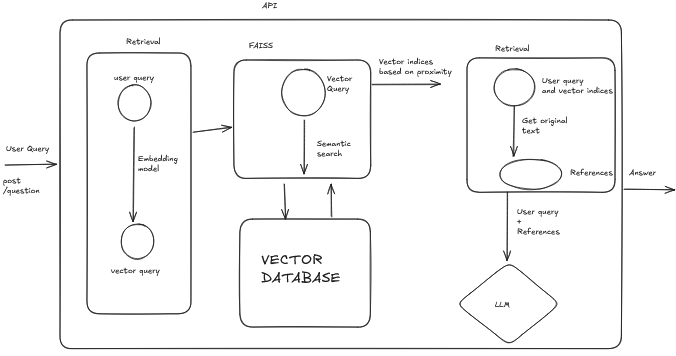 API
Retrieval
user query
Embedding
model
vector query
User Query
post
/question
FAISS
Vector
Query
Semantic
search
VECTOR
DATABASE
Vector indices
based on proximity
Retrieval
User query
and vector indices
Get original
text
References
User query
+
References
LLM
Answer